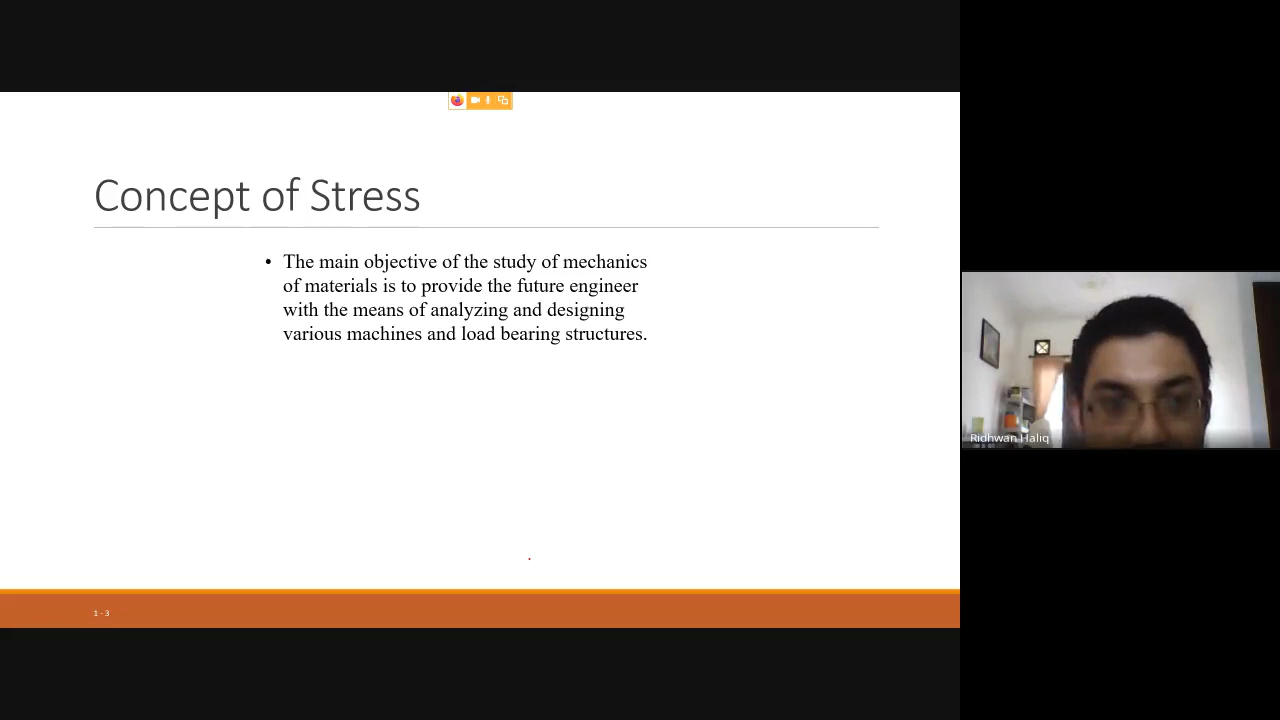 Concept of Stress
• The main objective of the study of mechanics
of materials is to provide the future engineer
with the means of analyzing and designing
various machines and load bearing structures.
Ridhwan Haliq
1 - 3